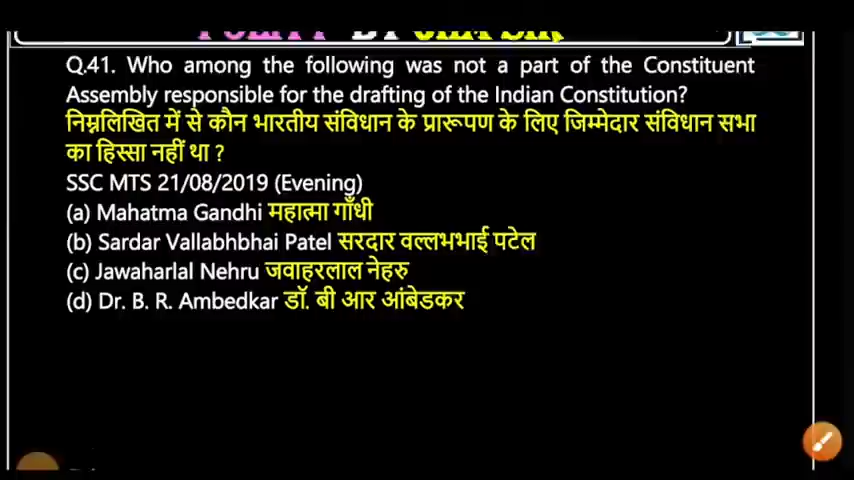 POLITY BY
Q.41. Who among the following was not a part of the Constituent
Assembly responsible for the drafting of the Indian Constitution?
निम्नलिखित में से कौन भारतीय संविधान के प्रारूपण के लिए जिम्मेदार संविधान सभा
का हिस्सा नहीं था ?
SSC MTS 21/08/2019 (Evening)
(a) Mahatma Gandhi महात्मा गाँधी
(b) Sardar Vallabhbhai Patel सरदार वल्लभभाई पटेल
(c) Jawaharlal Nehru जवाहरलाल नेहरु
(d) Dr. B. R. Ambedkar डॉ. बी आर आंबेडकर